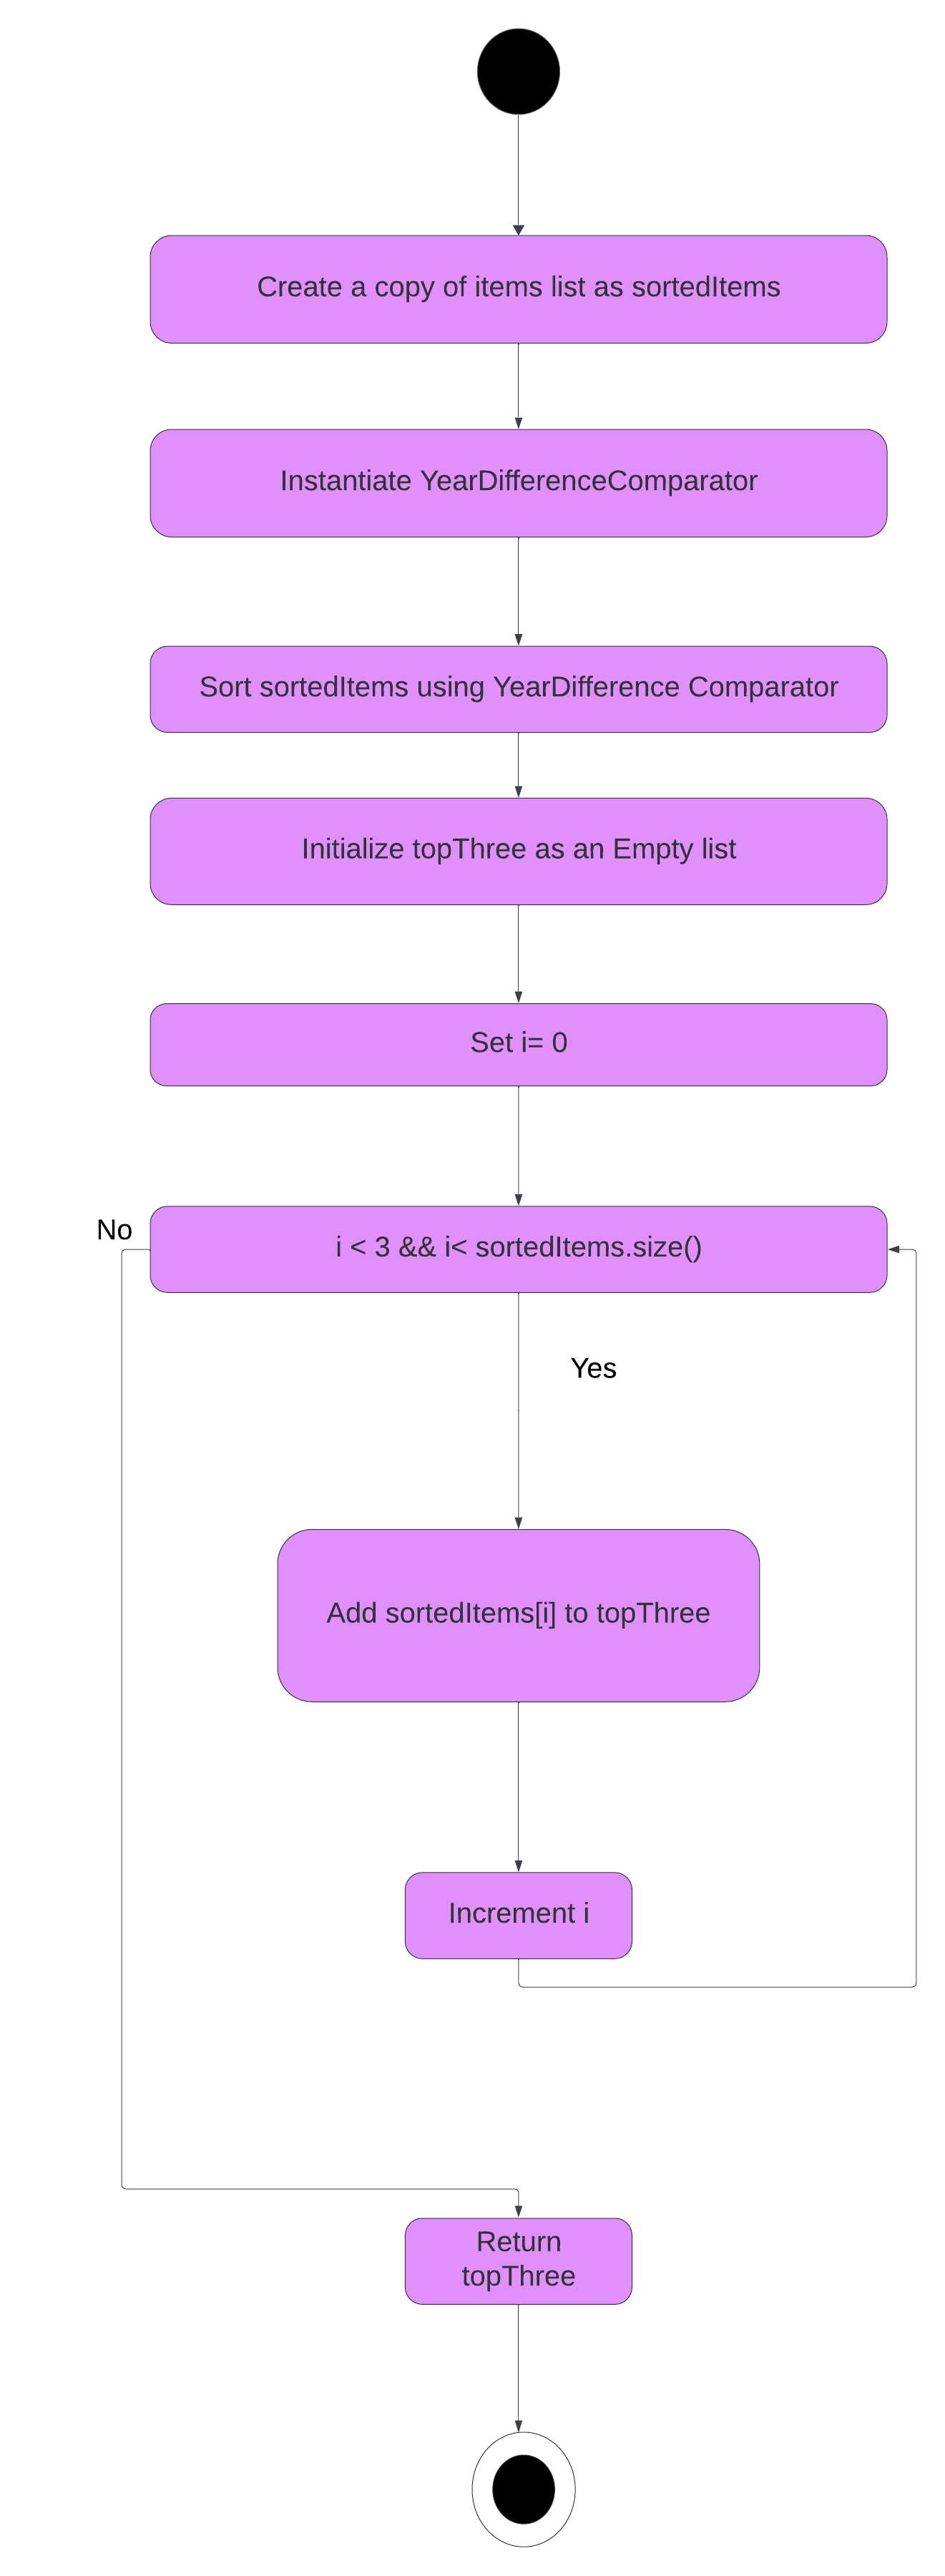 Create a copy of items list as sortedItems
Instantiate YearDifferenceComparator
Sort sortedItems using YearDifference Comparator
Initialize topThree as an Empty list
Set i= 0
No
i < 3 && i< sortedItems.size()
Yes
Add sortedItems[i] to topThree
Increment i
Return
topThree